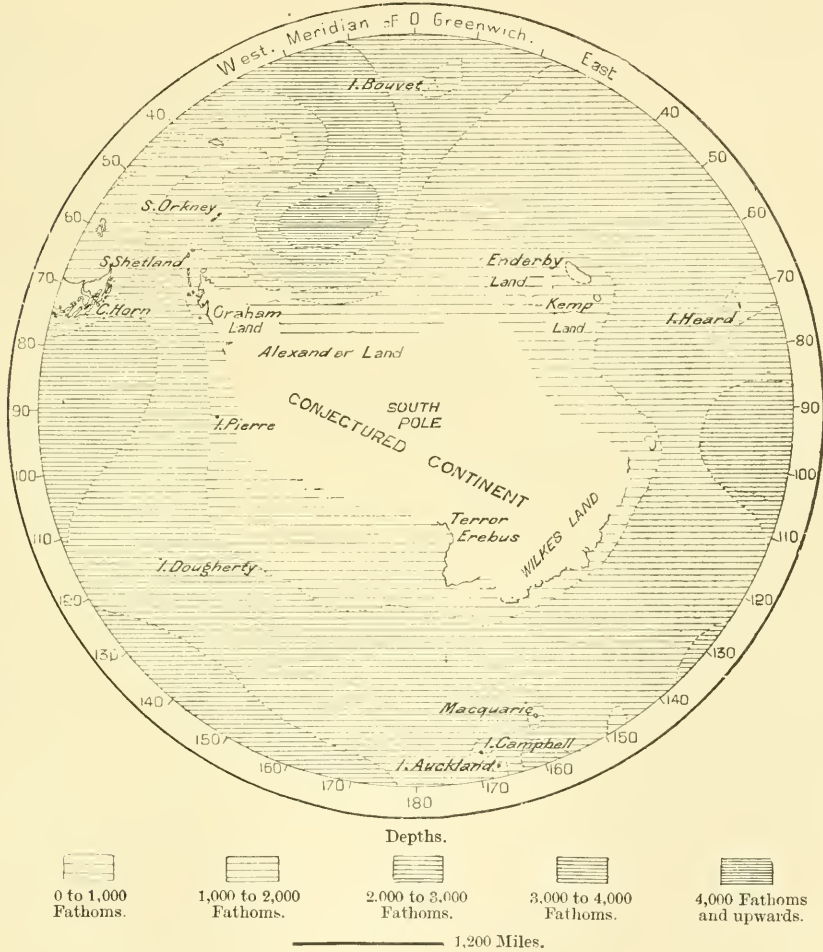 West. Meridian of 0 Greenwich. East
40
50
60
70
80
90
100
110
120
130
140
150
160
170
180
170
160
150
140
130
120
110
100
90
80
70
60
50
40
I. Bouvet
S. Orkney
S. Shetland
C. Horn
Graham
Land
Alexander Land
Enderby
Land
Kemp
Land
I. Heard
I. Pierre
SOUTH
POLE
CONJECTURED CONTINENT
Terror
Erebus
WILKES LAND
I. Dougherty
Macquarie
I. Campbell
I. Auckland
Depths.
0 to 1,000
Fathoms.
1,000 to 2,000
Fathoms.
2.000 to 3.000
Fathoms.
3,000 to 4,000
Fathoms.
4,000 Fathoms
and upwards.
1,200 Miles.